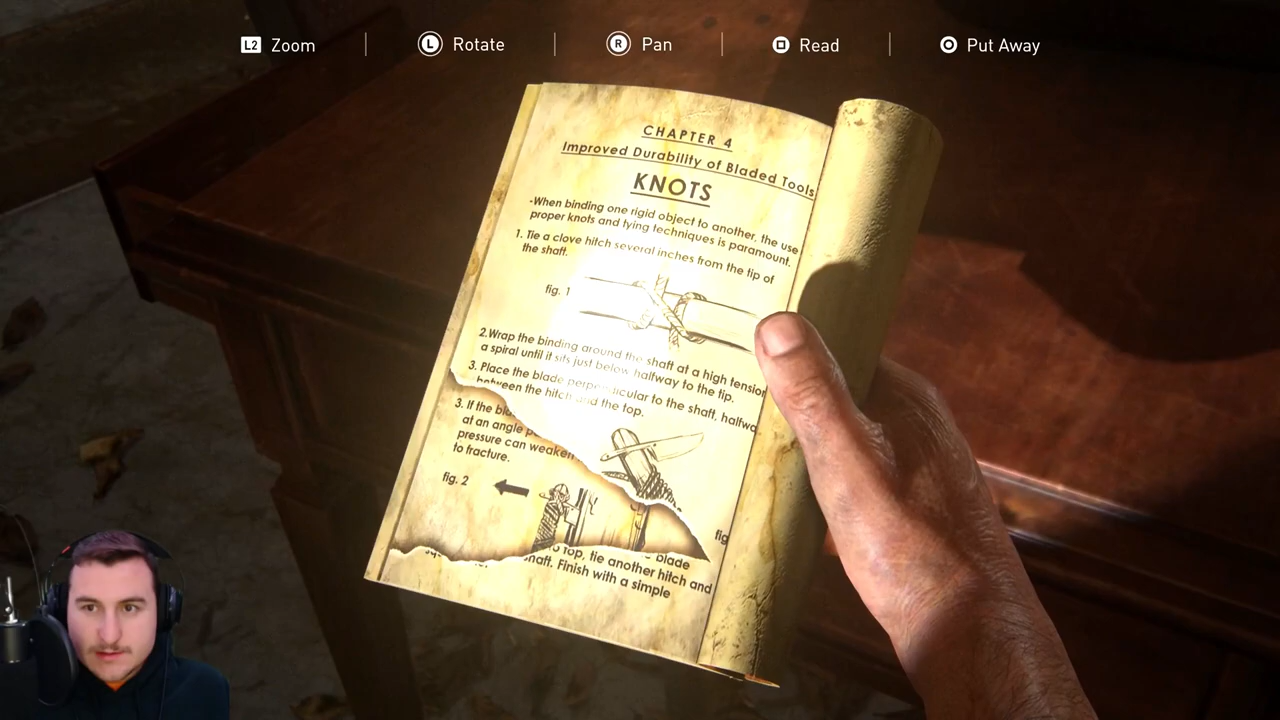 L2 Zoom
L Rotate
R Pan
Read
Put Away
CHAPTER 4
Improved Durability of Bladed Tools
KNOTS
-When binding one rigid object to another, the use
proper knots and tying techniques is paramount.
1. Tie a clove hitch several inches from the tip of
the shaft.
fig. 1
2.Wrap the binding around the shaft at a high tension
a spiral until it sits just below halfway to the tip.
3. Place the blade perpendicular to the shaft, halfwa
between the hitch and the top.
3. If the bla
at an angle
pressure can weaken
to fracture.
fig. 2
fig
blade
top, tie another hitch and
shaft. Finish with a simple